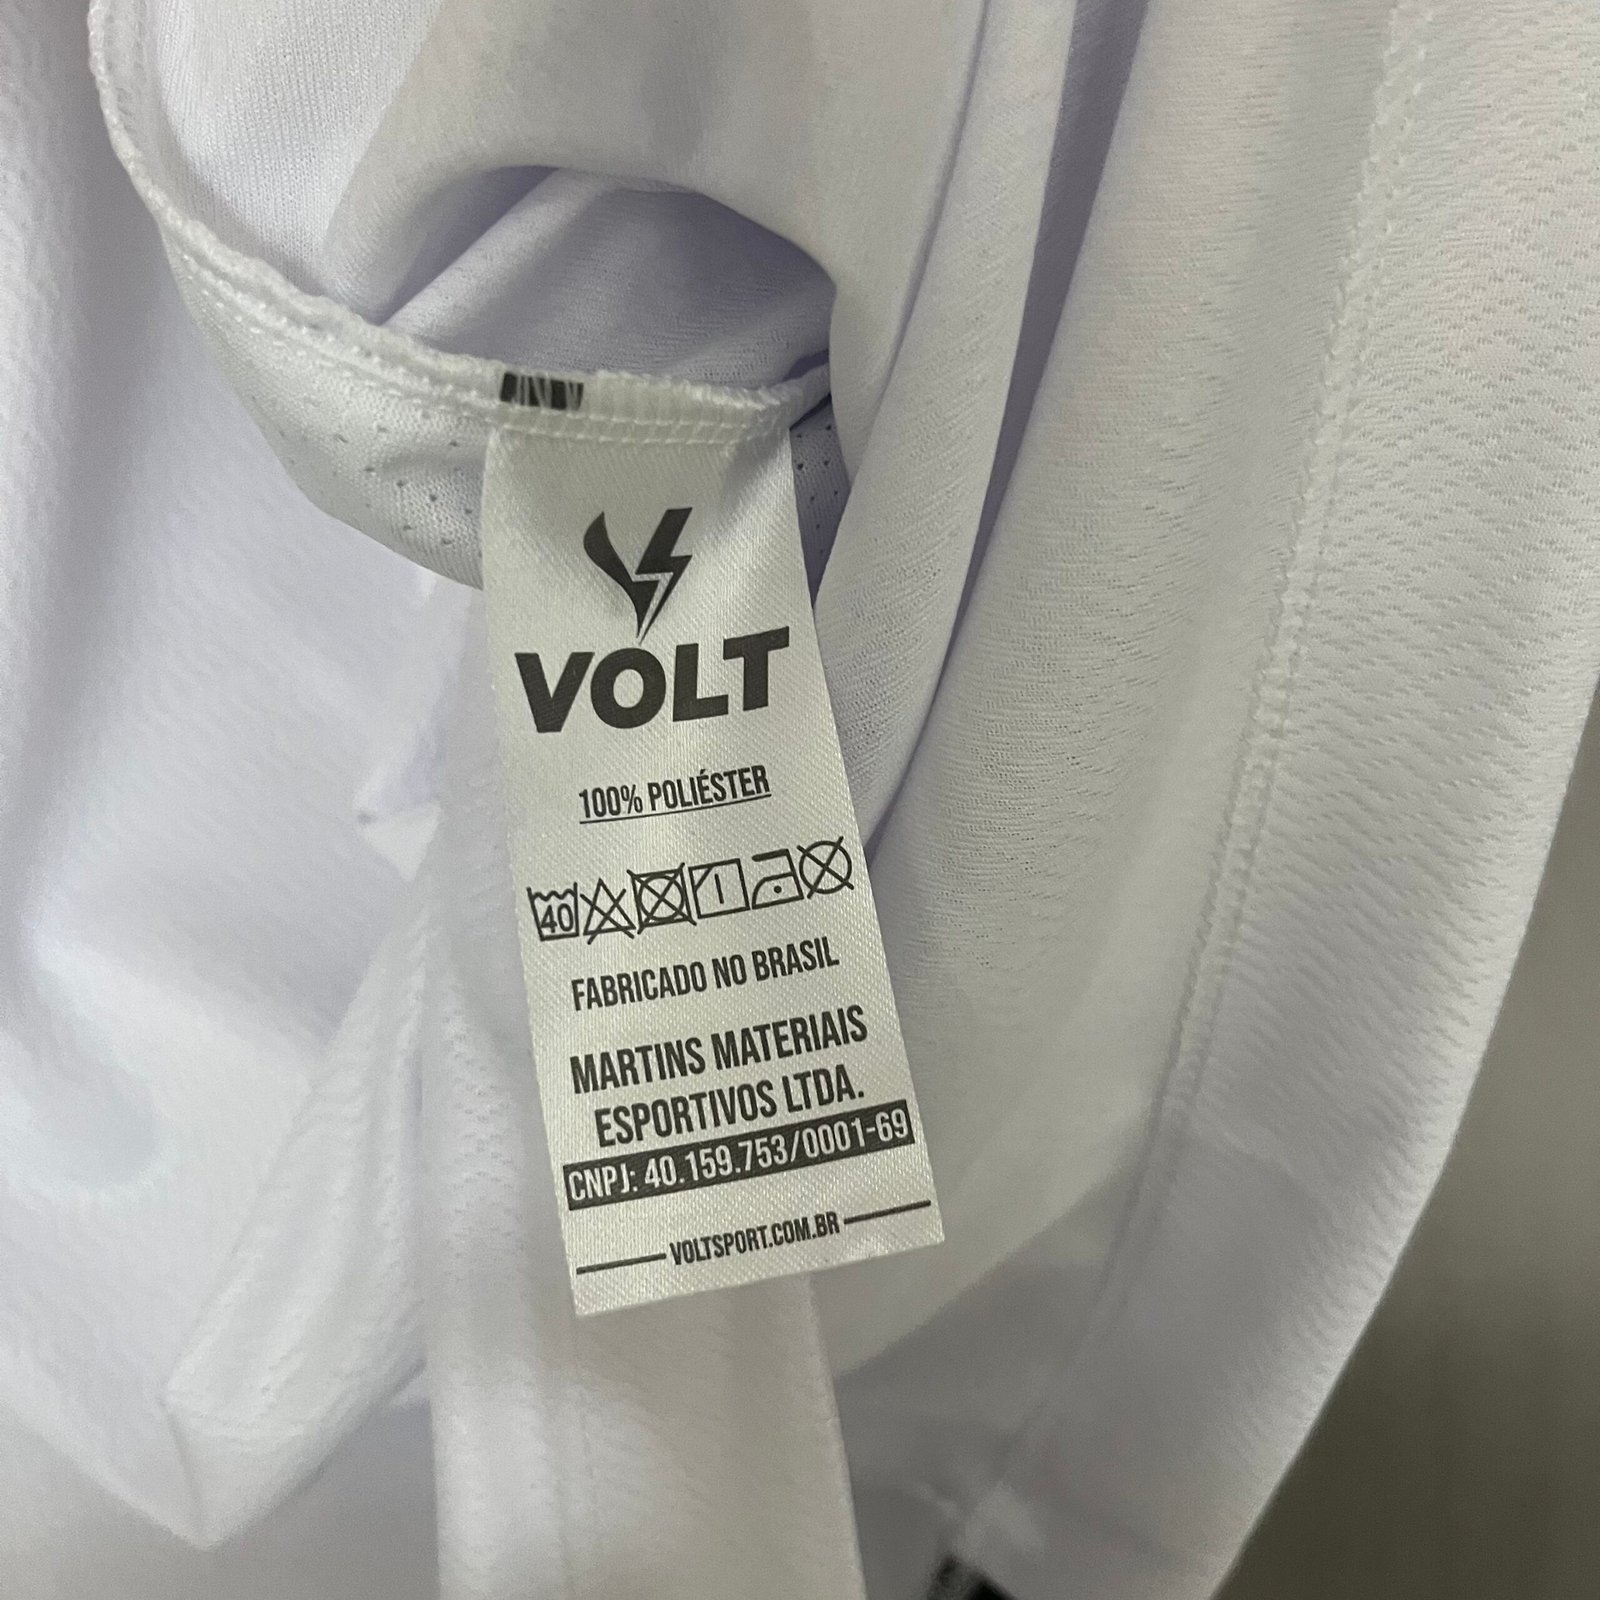 VOLT
100% POLIÉSTER
40
FABRICADO NO BRASIL
MARTINS MATERIAIS
ESPORTIVOS LTDA.
CNPJ: 40.159.753/0001-69
VOLTSPORT.COM.BR